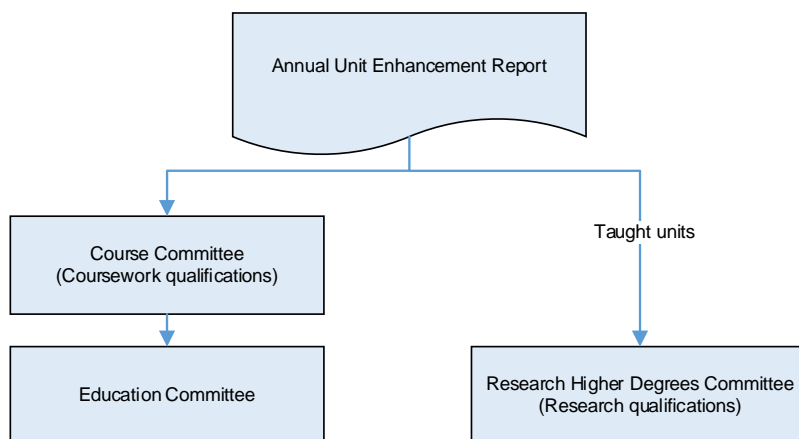 Annual Unit Enhancement Report
Course Committee
(Coursework qualifications)
Taught units
Education Committee
Research Higher Degrees Committee
(Research qualifications)